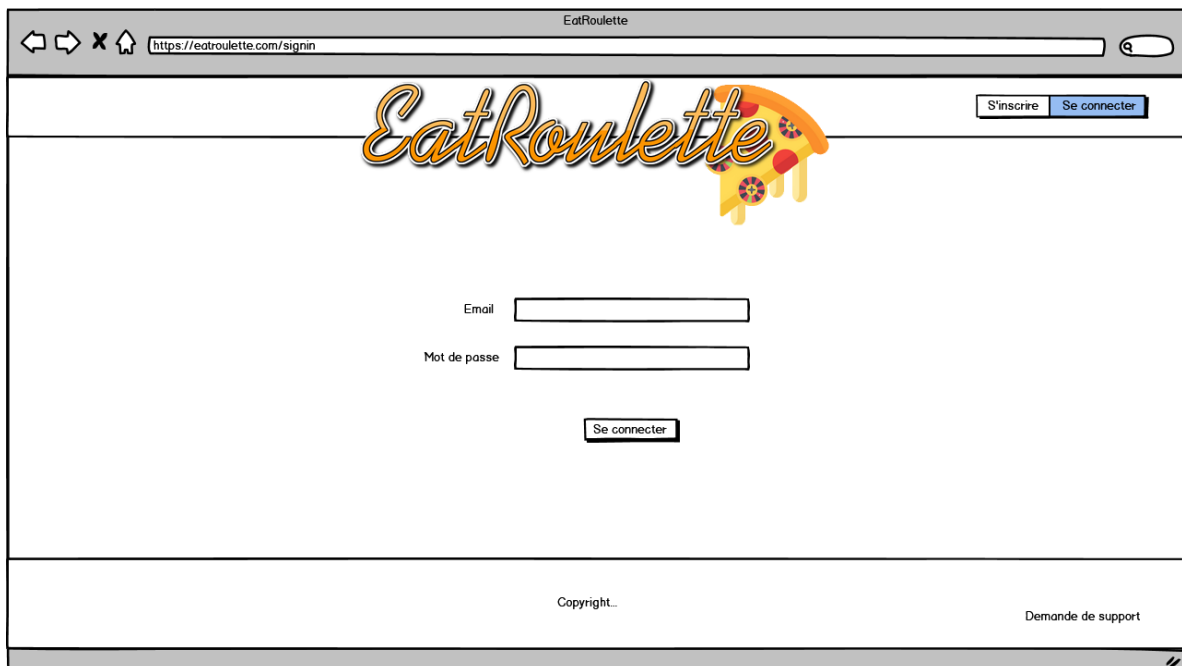 EatRoulette
https://eatroulette.com/signin
EatRoulette
S'inscrire
Se connecter
Email
Mot de passe
Se connecter
Copyright...
Demande de support